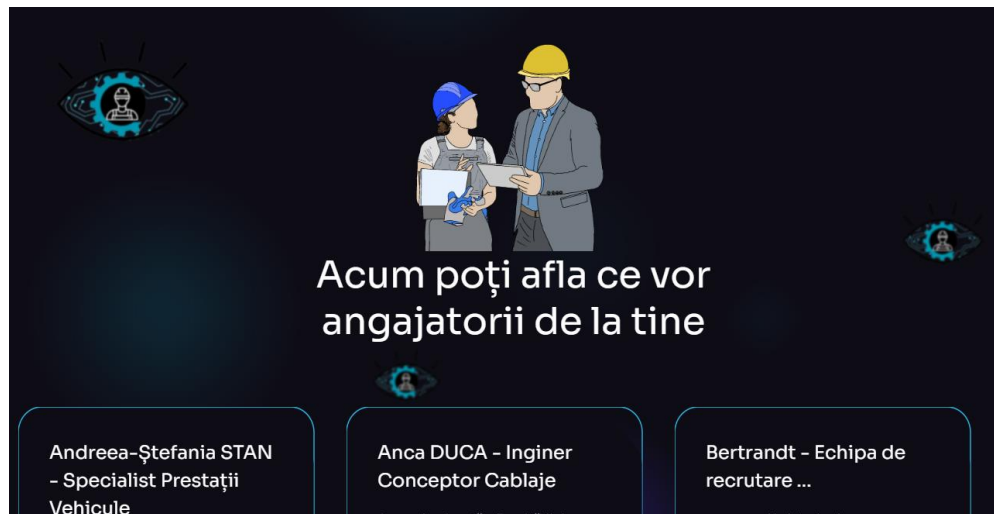 Acum poți afla ce vor
angajatorii de la tine
Andreea-Ștefania STAN
- Specialist Prestații
Vehicule
Anca DUCA - Inginer
Conceptor Cablaje
Bertrandt - Echipa de
recrutare ...